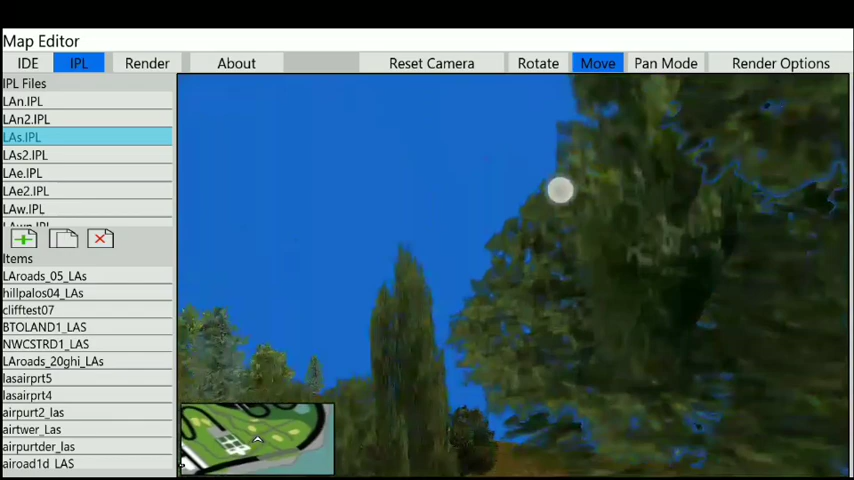 Map Editor
IDE IPL Render About Reset Camera Rotate Move Pan Mode Render Options
IPL Files
LAn.IPL
LAn2.IPL
LAs.IPL
LAs2.IPL
LAe.IPL
LAe2.IPL
LAw.IPL
Items
LAroads_05_LAs
hillpalos04_LAs
clifftest07
BTOLAND1_LAS
NWCSTRD1_LAS
LAroads_20ghi_LAs
lasairprt5
lasairprt4
airpurt2_las
airtwer_Las
airpurtder_las
airoad1d_LAS